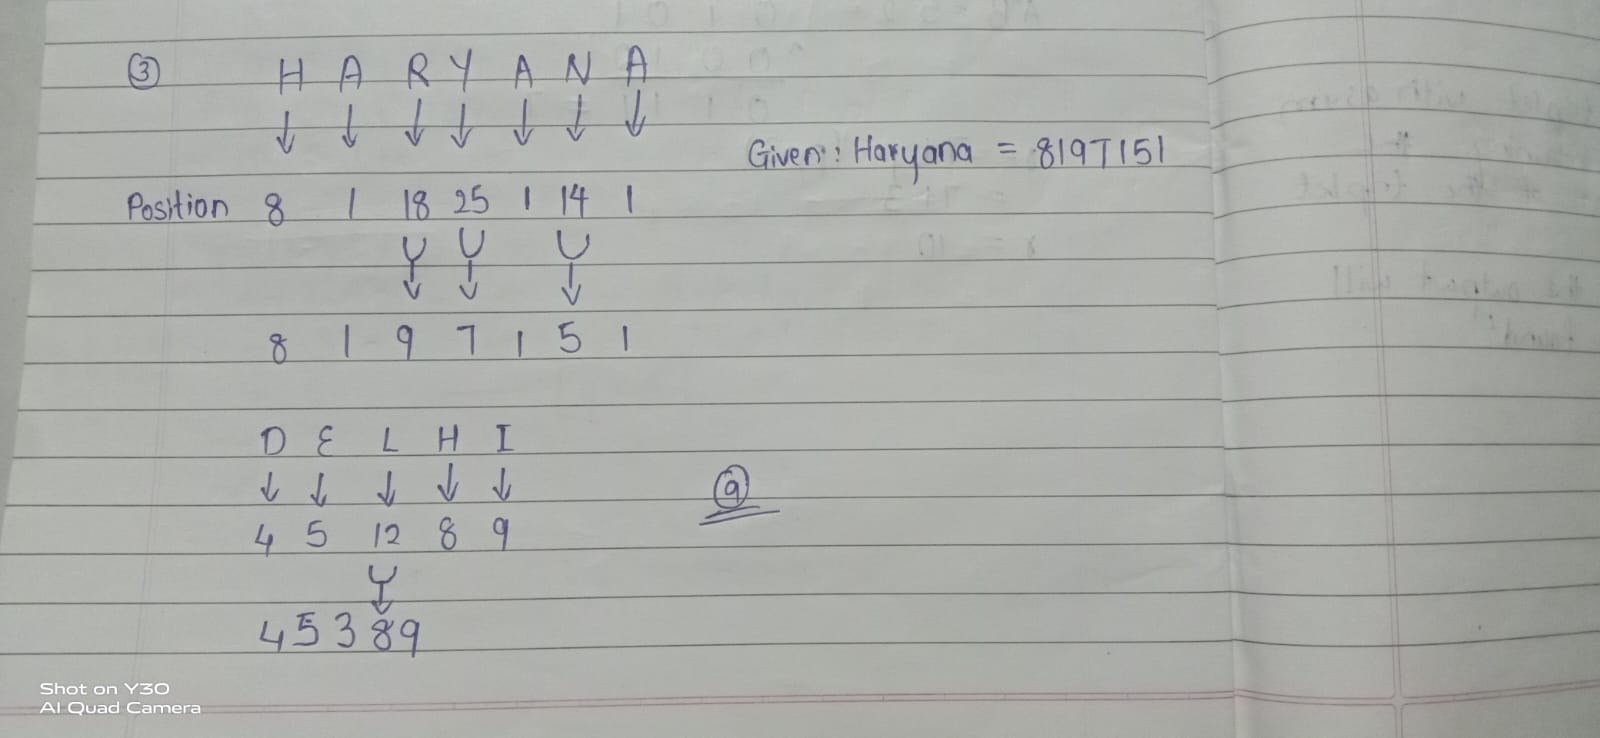 ③ H A R Y A N A
↓ ↓ ↓ ↓ ↓ ↓ ↓
Given: Haryana = 8197151
Position 8 1 18 25 1 14 1
↓ ↓ ↓
8 1 9 7 1 5 1
D E L H I
↓ ↓ ↓ ↓ ↓
ⓐ
4 5 12 8 9
↓
45389
Shot on Y30
AI Quad Camera